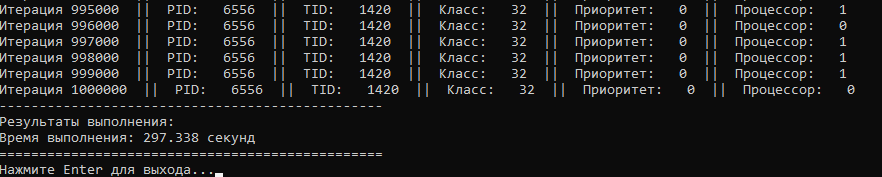 Итерация 995000  ||  PID:   6556  ||  TID:   1420  ||  Класс:   32  ||  Приоритет:   0  ||  Процессор:   1
Итерация 996000  ||  PID:   6556  ||  TID:   1420  ||  Класс:   32  ||  Приоритет:   0  ||  Процессор:   0
Итерация 997000  ||  PID:   6556  ||  TID:   1420  ||  Класс:   32  ||  Приоритет:   0  ||  Процессор:   1
Итерация 998000  ||  PID:   6556  ||  TID:   1420  ||  Класс:   32  ||  Приоритет:   0  ||  Процессор:   1
Итерация 999000  ||  PID:   6556  ||  TID:   1420  ||  Класс:   32  ||  Приоритет:   0  ||  Процессор:   1
Итерация 1000000  ||  PID:   6556  ||  TID:   1420  ||  Класс:   32  ||  Приоритет:   0  ||  Процессор:   0
------------------------------------------------
Результаты выполнения:
Время выполнения: 297.338 секунд
================================================
Нажмите Enter для выхода...